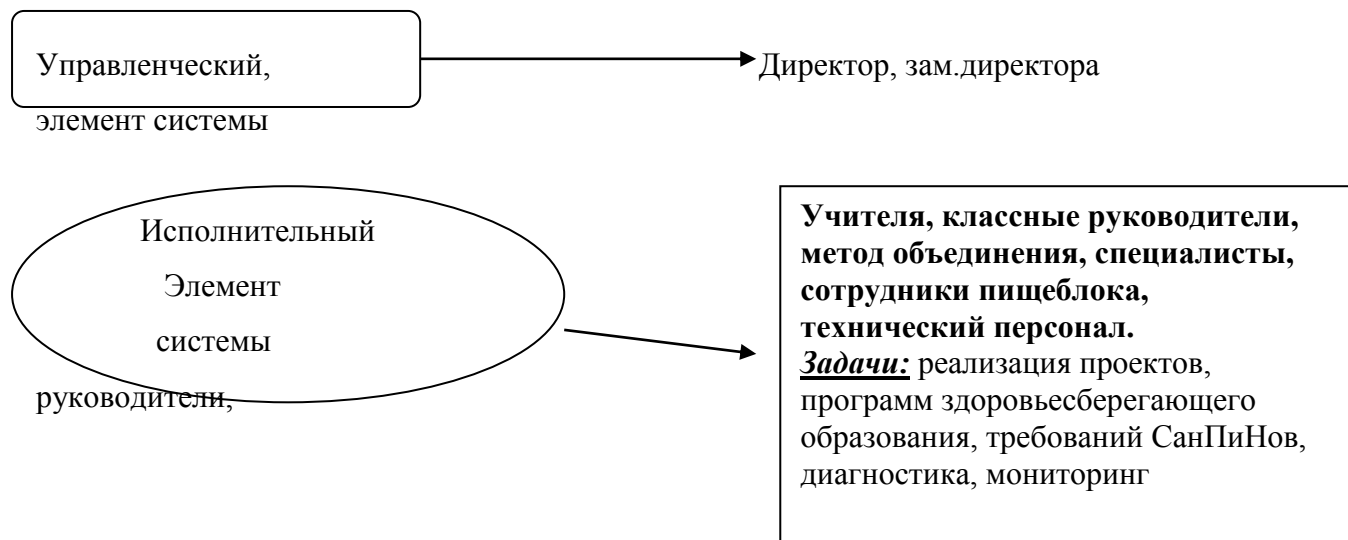 Управленческий,
Директор, зам.директора
элемент системы
Исполнительный
Элемент
системы
руководители,
Учителя, классные руководители,
метод объединения, специалисты,
сотрудники пищеблока,
технический персонал.
Задачи: реализация проектов,
программ здоровьесберегающего
образования, требований СанПиНов,
диагностика, мониторинг